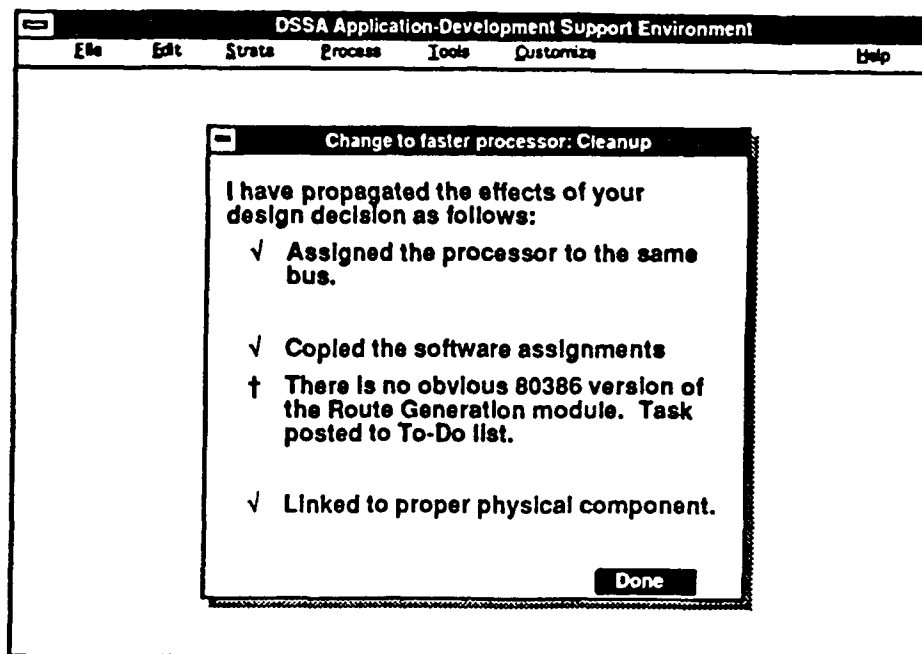 DSSA Application-Development Support Environment
File Edit Strata Process Tools Customize Help
Change to faster processor: Cleanup
I have propagated the effects of your
design decision as follows:
√ Assigned the processor to the same
bus.
√ Copied the software assignments
† There is no obvious 80386 version of
the Route Generation module. Task
posted to To-Do list.
√ Linked to proper physical component.
Done